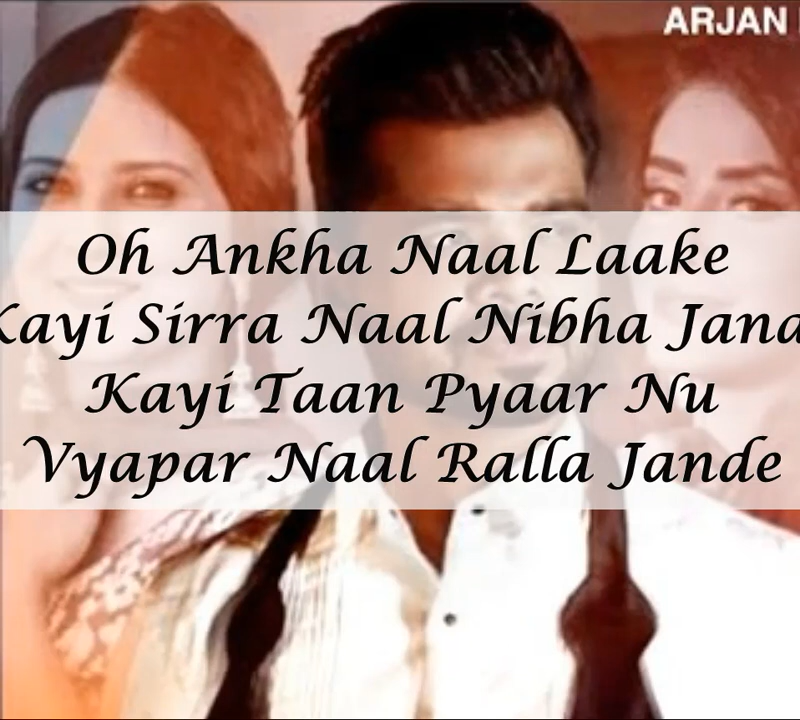 ARJAN
Oh Ankha Naal Laake
Kayi Sirra Naal Nibha Jand
Kayi Taan Pyaar Nu
Vyapar Naal Ralla Jande